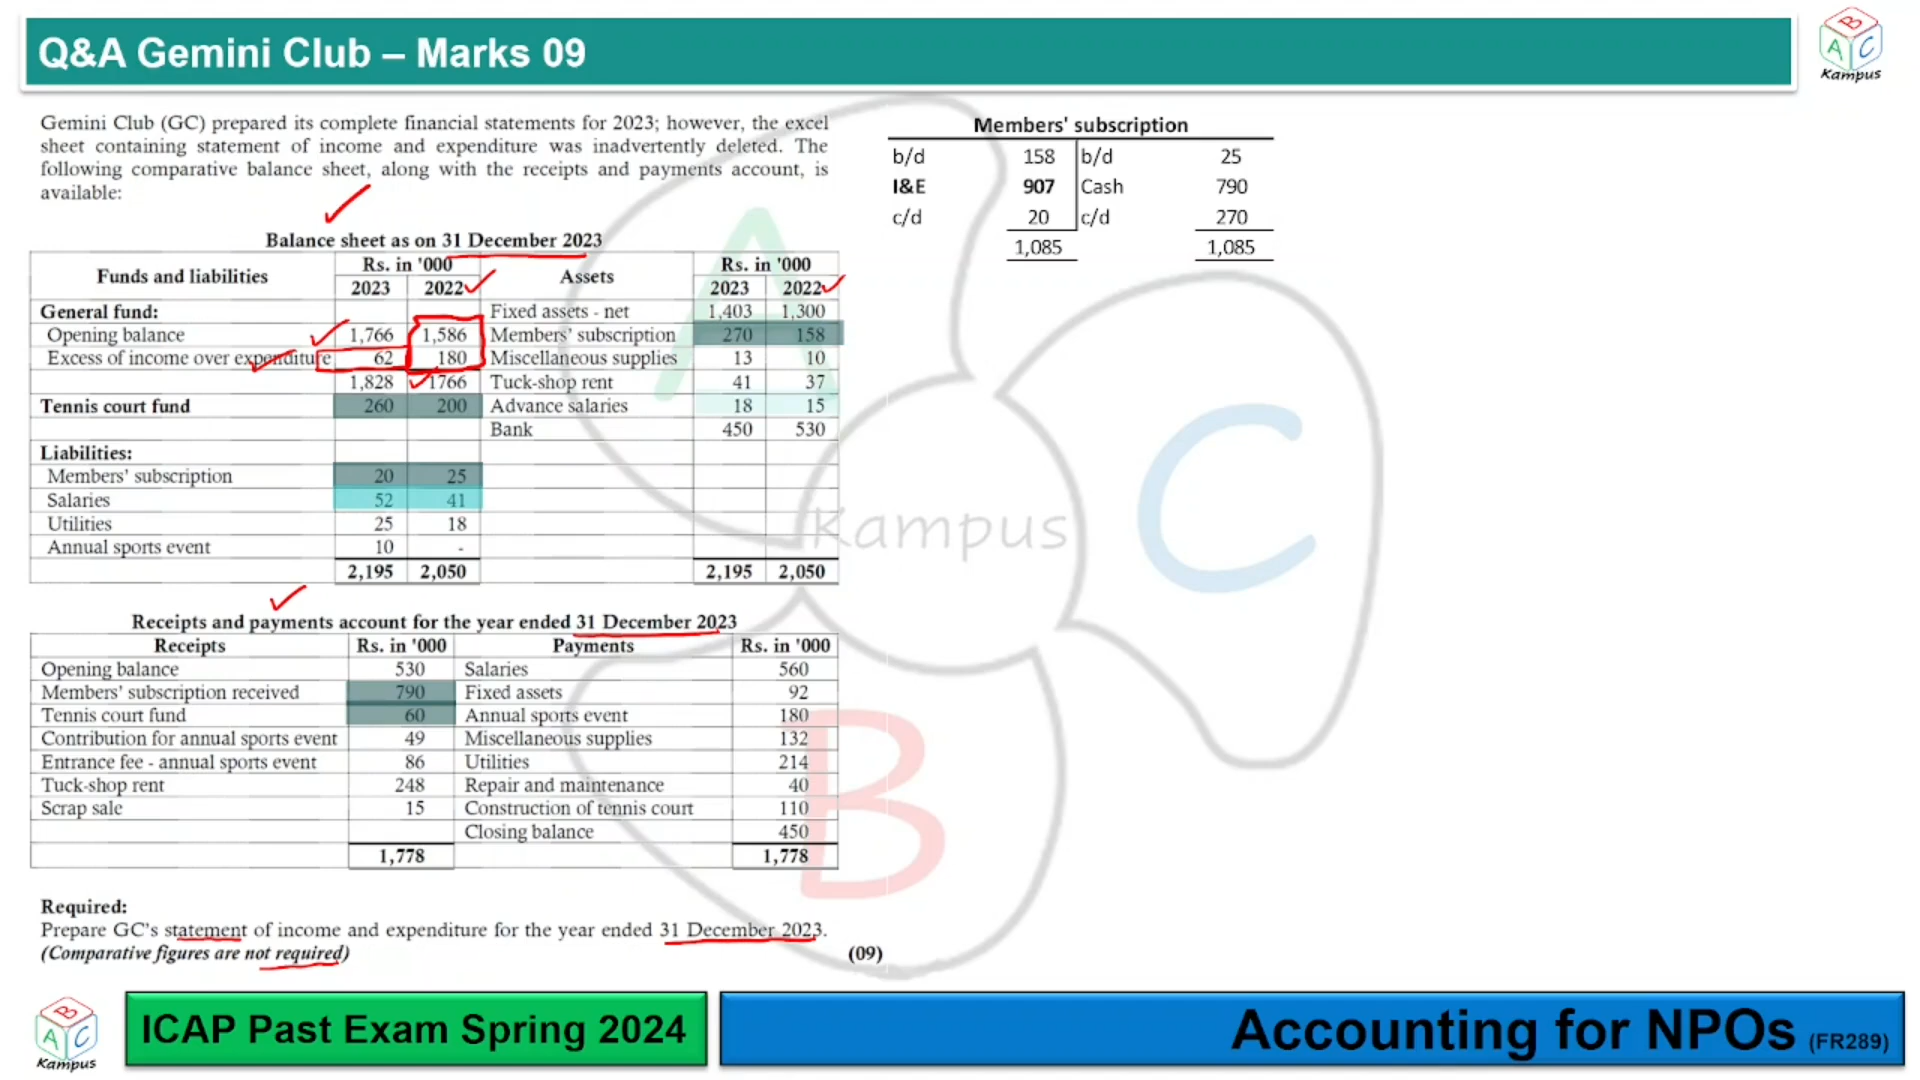 Q&A Gemini Club – Marks 09
B
A C
Kampus
Gemini Club (GC) prepared its complete financial statements for 2023; however, the excel
sheet containing statement of income and expenditure was inadvertently deleted. The
following comparative balance sheet, along with the receipts and payments account, is
available:
Balance sheet as on 31 December 2023
Funds and liabilities Rs. in '000 Assets Rs. in '000
2023 2022 2023 2022
General fund: Fixed assets - net 1,403 1,300
Opening balance 1,766 1,586 Members' subscription 270 158
Excess of income over expenditure 62 180 Miscellaneous supplies 13 10
1,828 1766 Tuck-shop rent 41 37
Tennis court fund 260 200 Advance salaries 18 15
Bank 450 530
Liabilities:
Members' subscription 20 25
Salaries 52 41
Utilities 25 18
Annual sports event 10 -
2,195 2,050 2,195 2,050
Receipts and payments account for the year ended 31 December 2023
Receipts Rs. in '000 Payments Rs. in '000
Opening balance 530 Salaries 560
Members' subscription received 790 Fixed assets 92
Tennis court fund 60 Annual sports event 180
Contribution for annual sports event 49 Miscellaneous supplies 132
Entrance fee - annual sports event 86 Utilities 214
Tuck-shop rent 248 Repair and maintenance 40
Scrap sale 15 Construction of tennis court 110
Closing balance 450
1,778 1,778
Required:
Prepare GC's statement of income and expenditure for the year ended 31 December 2023.
(Comparative figures are not required) (09)
Members' subscription
b/d 158 b/d 25
I&E 907 Cash 790
c/d 20 c/d 270
1,085 1,085
A
Kampus
C
B
B
A C
Kampus
ICAP Past Exam Spring 2024
Accounting for NPOs (FR289)